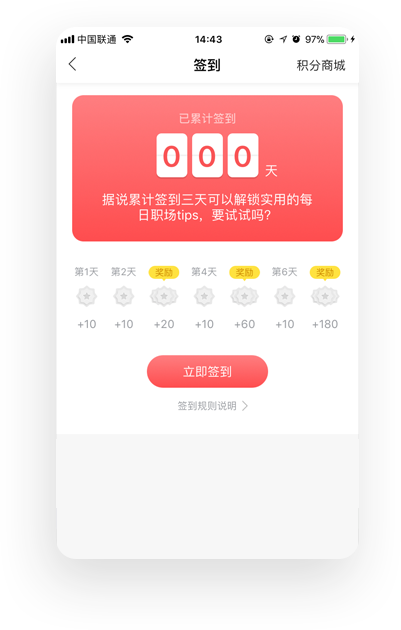 中国联通 14:43 97%
签到 积分商城
已累计签到
000 天
据说累计签到三天可以解锁实用的每
日职场tips，要试试吗?
第1天 第2天 奖励 第4天 奖励 第6天 奖励
+10 +10 +20 +10 +60 +10 +180
立即签到
签到规则说明